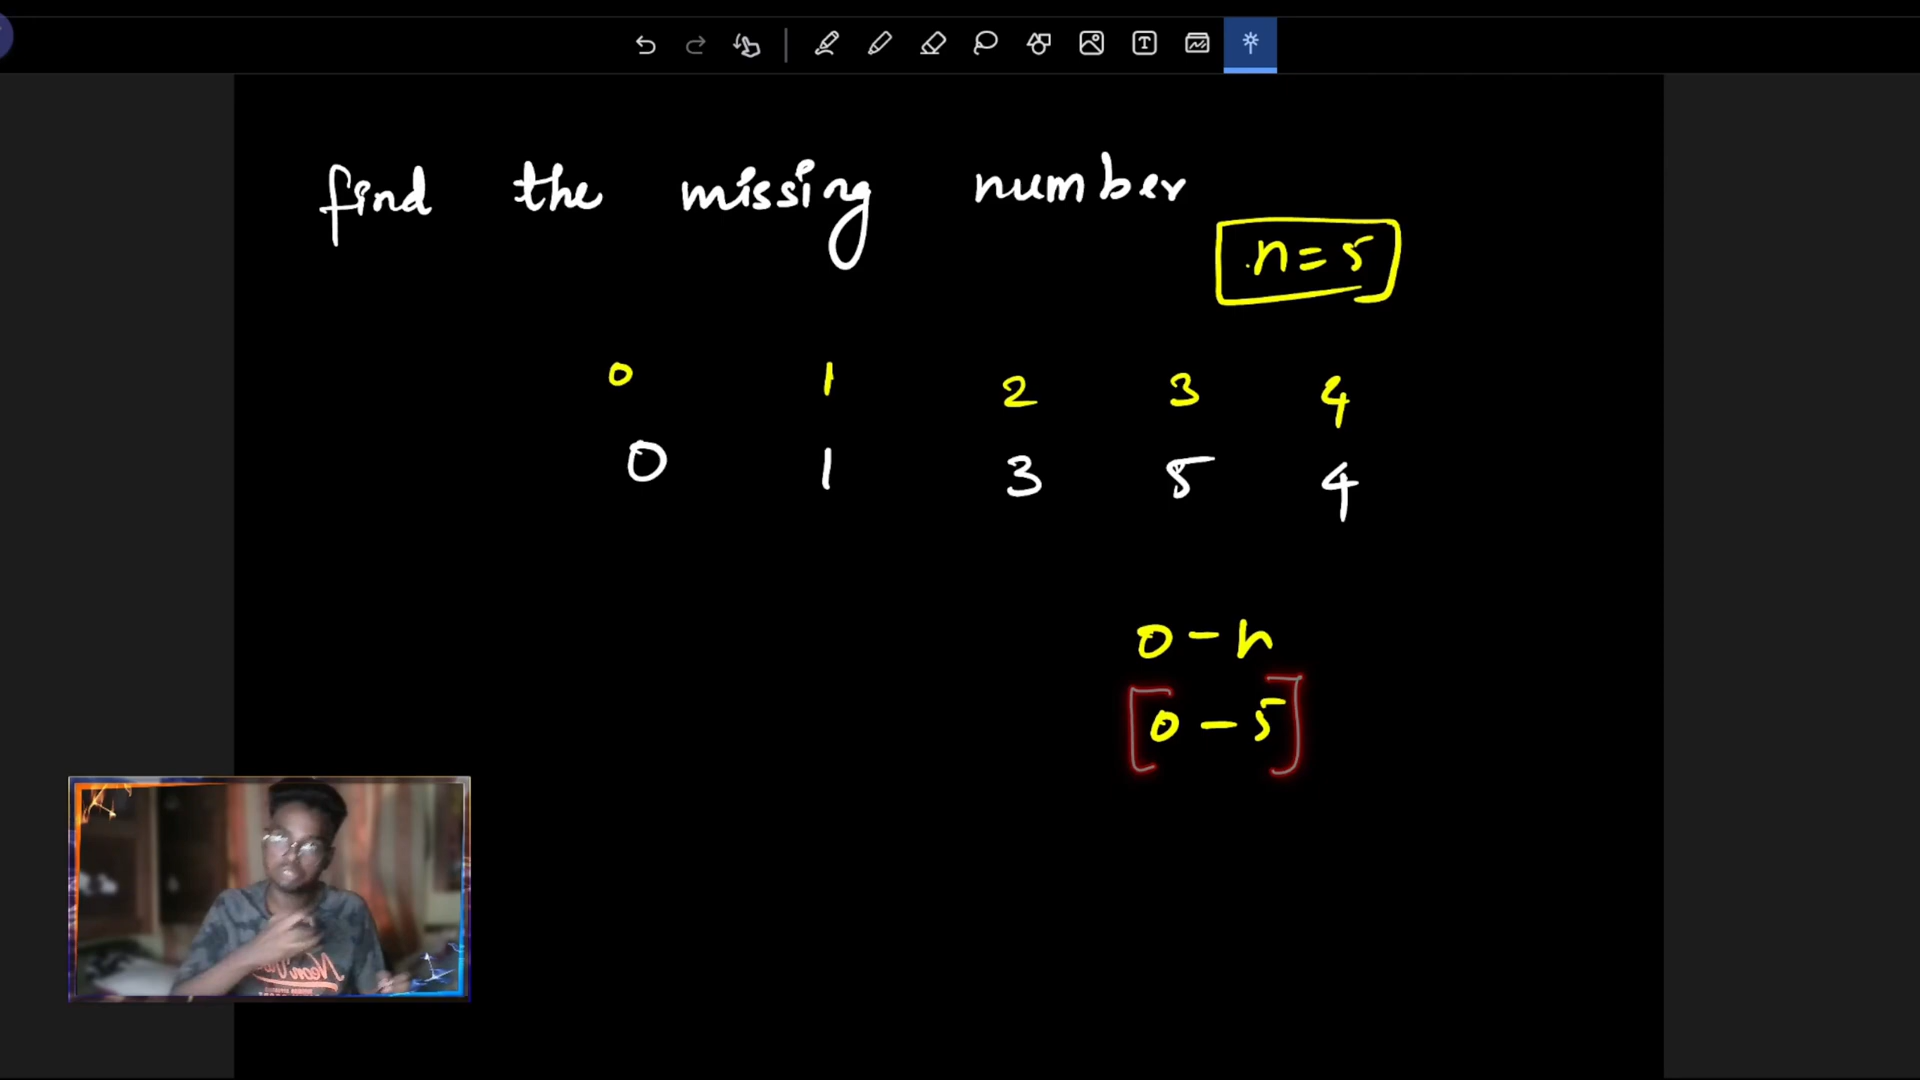 find the missing number
n = 5
0 1 2 3 4
0 1 3 5 4
0 - n
[0 - 5]